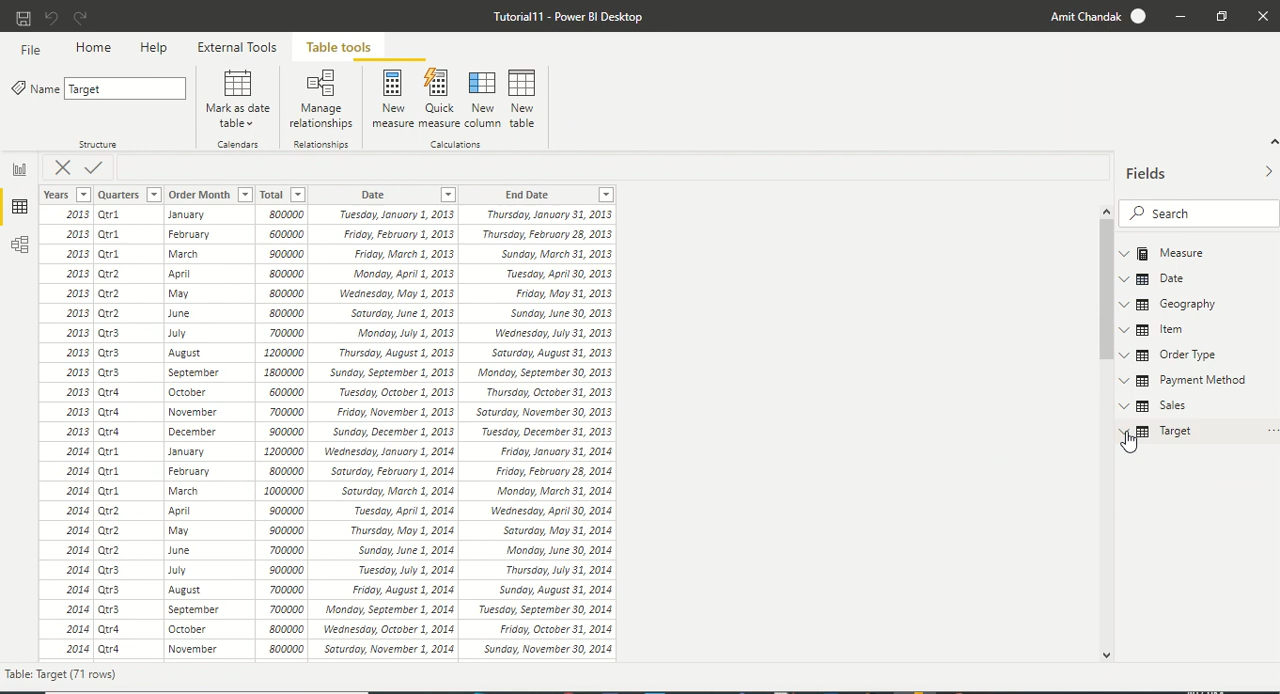 Tutorial11 - Power BI Desktop
Amit Chandak
File Home Help External Tools Table tools
Name Target
Mark as date table
Manage relationships
New measure
Quick measure
New column
New table
Structure Calendars Relationships Calculations
Years Quarters Order Month Total Date End Date
2013 Qtr1 January 800000 Tuesday, January 1, 2013 Thursday, January 31, 2013
2013 Qtr1 February 600000 Friday, February 1, 2013 Thursday, February 28, 2013
2013 Qtr1 March 900000 Friday, March 1, 2013 Sunday, March 31, 2013
2013 Qtr2 April 800000 Monday, April 1, 2013 Tuesday, April 30, 2013
2013 Qtr2 May 800000 Wednesday, May 1, 2013 Friday, May 31, 2013
2013 Qtr2 June 800000 Saturday, June 1, 2013 Sunday, June 30, 2013
2013 Qtr3 July 700000 Monday, July 1, 2013 Wednesday, July 31, 2013
2013 Qtr3 August 1200000 Thursday, August 1, 2013 Saturday, August 31, 2013
2013 Qtr3 September 1800000 Sunday, September 1, 2013 Monday, September 30, 2013
2013 Qtr4 October 600000 Tuesday, October 1, 2013 Thursday, October 31, 2013
2013 Qtr4 November 700000 Friday, November 1, 2013 Saturday, November 30, 2013
2013 Qtr4 December 900000 Sunday, December 1, 2013 Tuesday, December 31, 2013
2014 Qtr1 January 1200000 Wednesday, January 1, 2014 Friday, January 31, 2014
2014 Qtr1 February 800000 Saturday, February 1, 2014 Friday, February 28, 2014
2014 Qtr1 March 1000000 Saturday, March 1, 2014 Monday, March 31, 2014
2014 Qtr2 April 900000 Tuesday, April 1, 2014 Wednesday, April 30, 2014
2014 Qtr2 May 900000 Thursday, May 1, 2014 Saturday, May 31, 2014
2014 Qtr2 June 700000 Sunday, June 1, 2014 Monday, June 30, 2014
2014 Qtr3 July 900000 Tuesday, July 1, 2014 Thursday, July 31, 2014
2014 Qtr3 August 700000 Friday, August 1, 2014 Sunday, August 31, 2014
2014 Qtr3 September 700000 Monday, September 1, 2014 Tuesday, September 30, 2014
2014 Qtr4 October 800000 Wednesday, October 1, 2014 Friday, October 31, 2014
2014 Qtr4 November 800000 Saturday, November 1, 2014 Sunday, November 30, 2014
Fields
Search
Measure
Date
Geography
Item
Order Type
Payment Method
Sales
Target
Table: Target (71 rows)